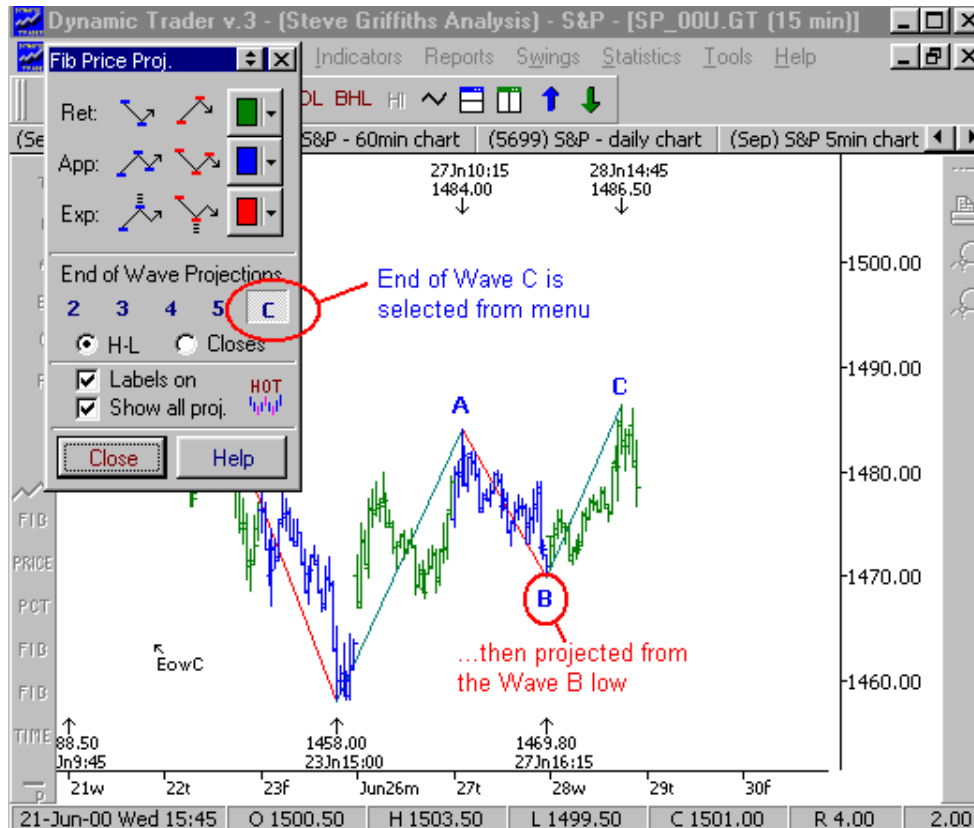 Dynamic Trader v.3 - (Steve Griffiths Analysis) - S&P - [SP_00U.GT (15 min)]
Fib Price Proj.
Indicators Reports Swings Statistics Tools Help
Ret:
App:
Exp:
OL BHL HI
S&P - 60min chart (5699) S&P - daily chart (Sep) S&P 5min chart
27Jn10:15
1484.00
28Jn14:45
1486.50
End of Wave Projections
2 3 4 5 C
H-L Closes
Labels on
Show all proj.
HOT
Close Help
End of Wave C is
selected from menu
1500.00
1490.00
1480.00
1470.00
1460.00
A
C
B
...then projected from
the Wave B low
EowC
FIB
PRICE
PCT
FIB
FIB
TIME
88.50
Jn9:45
1458.00
23Jn15:00
1469.80
27Jn16:15
21w 22t 23f Jun26m 27t 28w 29t 30f
21-Jun-00 Wed 15:45 O 1500.50 H 1503.50 L 1499.50 C 1501.00 R 4.00 2.00